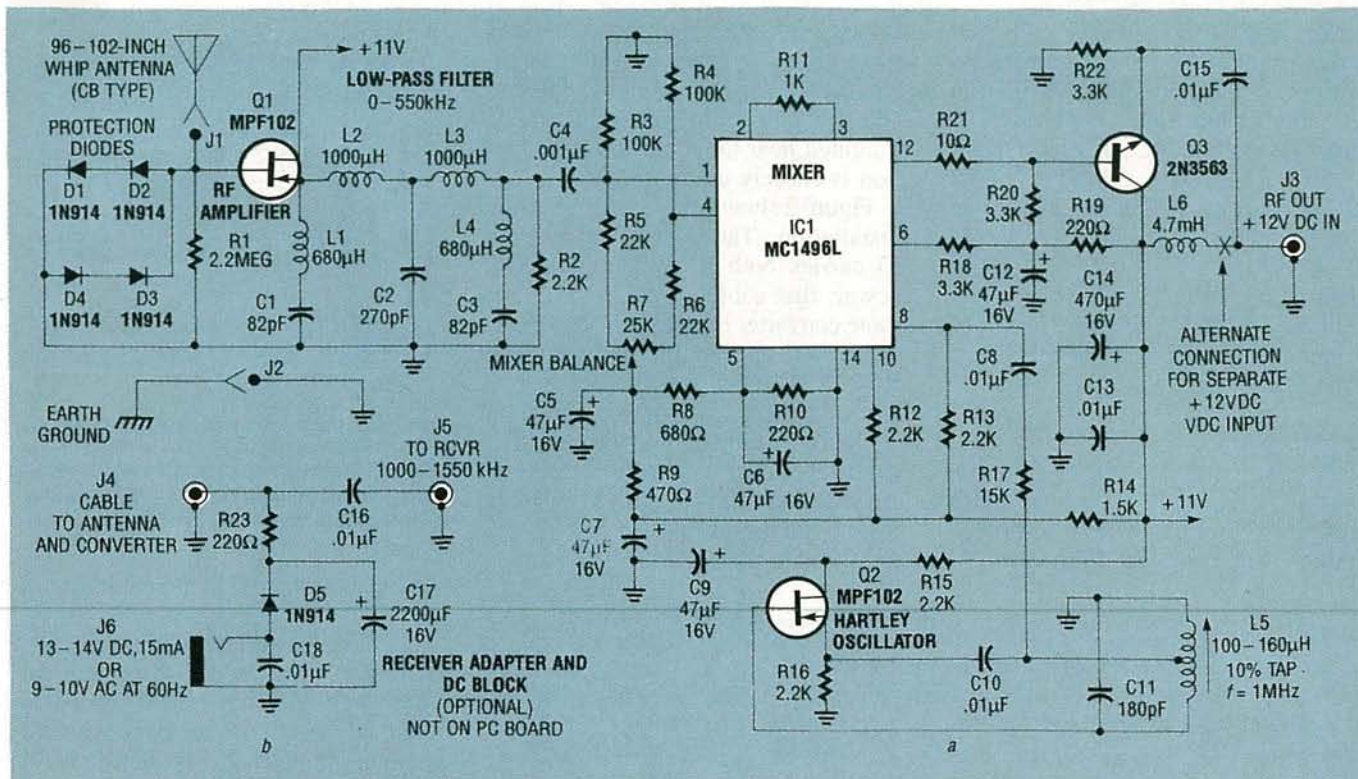 96–102-INCH
WHIP ANTENNA
(CB TYPE)
J1
PROTECTION
DIODES
D1
1N914
D2
1N914
D4
1N914
D3
1N914
R1
2.2MEG
Q1
MPF102
RF
AMPLIFIER
+11V
LOW-PASS FILTER
0–550kHz
L2
1000µH
L3
1000µH
L1
680µH
L4
680µH
C1
82pF
C2
270pF
C3
82pF
R2
2.2K
C4
.001µF
R3
100K
R4
100K
R5
22K
R6
22K
R7
25K
MIXER BALANCE
R11
1K
2
3
1
4
12
6
8
5
14
10
MIXER
IC1
MC1496L
R21
10Ω
R20
3.3K
R18
3.3K
R22
3.3K
C15
.01µF
Q3
2N3563
R19
220Ω
L6
4.7mH
J3
RF OUT
+12V DC IN
C12
47µF
16V
C14
470µF
16V
C13
.01µF
ALTERNATE
CONNECTION
FOR SEPARATE
+12VDC
VDC INPUT
C8
.01µF
C5
47µF
16V
R8
680Ω
R10
220Ω
C6
47µF
16V
R12
2.2K
R13
2.2K
R17
15K
R14
1.5K
+11V
R9
470Ω
C7
47µF
16V
C9
47µF
16V
R15
2.2K
Q2
MPF102
HARTLEY
OSCILLATOR
R16
2.2K
C10
.01µF
C11
180pF
L5
100–160µH
10% TAP
f = 1MHz
a
J2
EARTH
GROUND
J4
CABLE
TO ANTENNA
AND CONVERTER
J5
TO RCVR
1000–1550 kHz
C16
.01µF
R23
220Ω
D5
1N914
C17
2200µF
16V
J6
13–14V DC,15mA
OR
9–10V AC AT 60Hz
C18
.01µF
RECEIVER ADAPTER AND
DC BLOCK
(OPTIONAL)
NOT ON PC BOARD
b